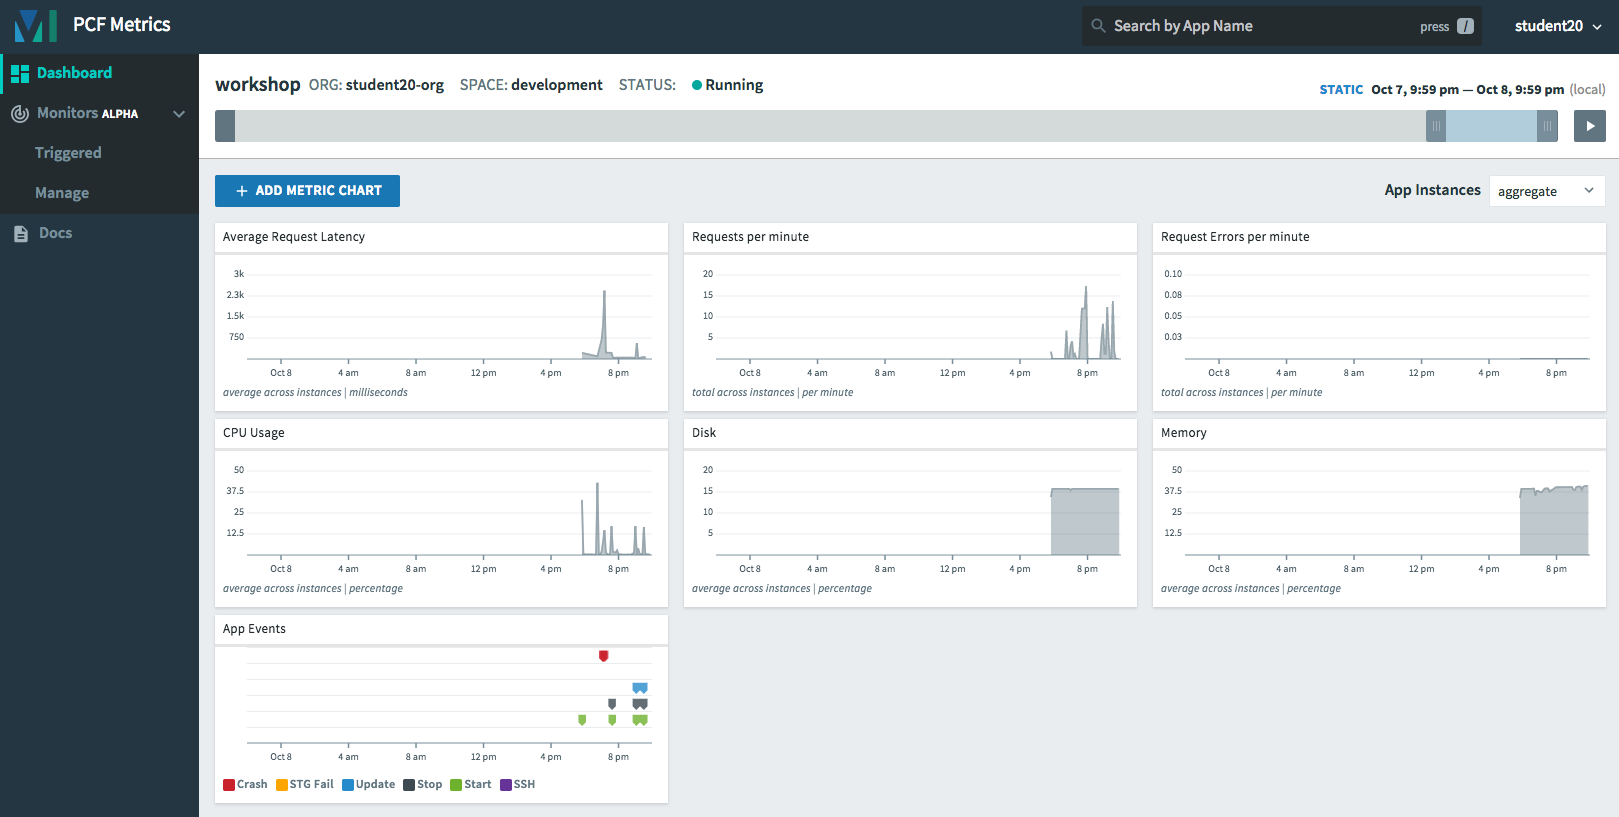 PCF Metrics
Search by App Name press /
student20
Dashboard
Monitors ALPHA
Triggered
Manage
Docs
workshop ORG: student20-org SPACE: development STATUS: Running
STATIC Oct 7, 9:59 pm — Oct 8, 9:59 pm (local)
+ ADD METRIC CHART
App Instances aggregate
Average Request Latency
3k
2.3k
1.5k
750
Oct 8 4 am 8 am 12 pm 4 pm 8 pm
average across instances | milliseconds
Requests per minute
20
15
10
5
Oct 8 4 am 8 am 12 pm 4 pm 8 pm
total across instances | per minute
Request Errors per minute
0.10
0.08
0.05
0.03
Oct 8 4 am 8 am 12 pm 4 pm 8 pm
total across instances | per minute
CPU Usage
50
37.5
25
12.5
Oct 8 4 am 8 am 12 pm 4 pm 8 pm
average across instances | percentage
Disk
20
15
10
5
Oct 8 4 am 8 am 12 pm 4 pm 8 pm
average across instances | percentage
Memory
50
37.5
25
12.5
Oct 8 4 am 8 am 12 pm 4 pm 8 pm
average across instances | percentage
App Events
Oct 8 4 am 8 am 12 pm 4 pm 8 pm
Crash STG Fail Update Stop Start SSH